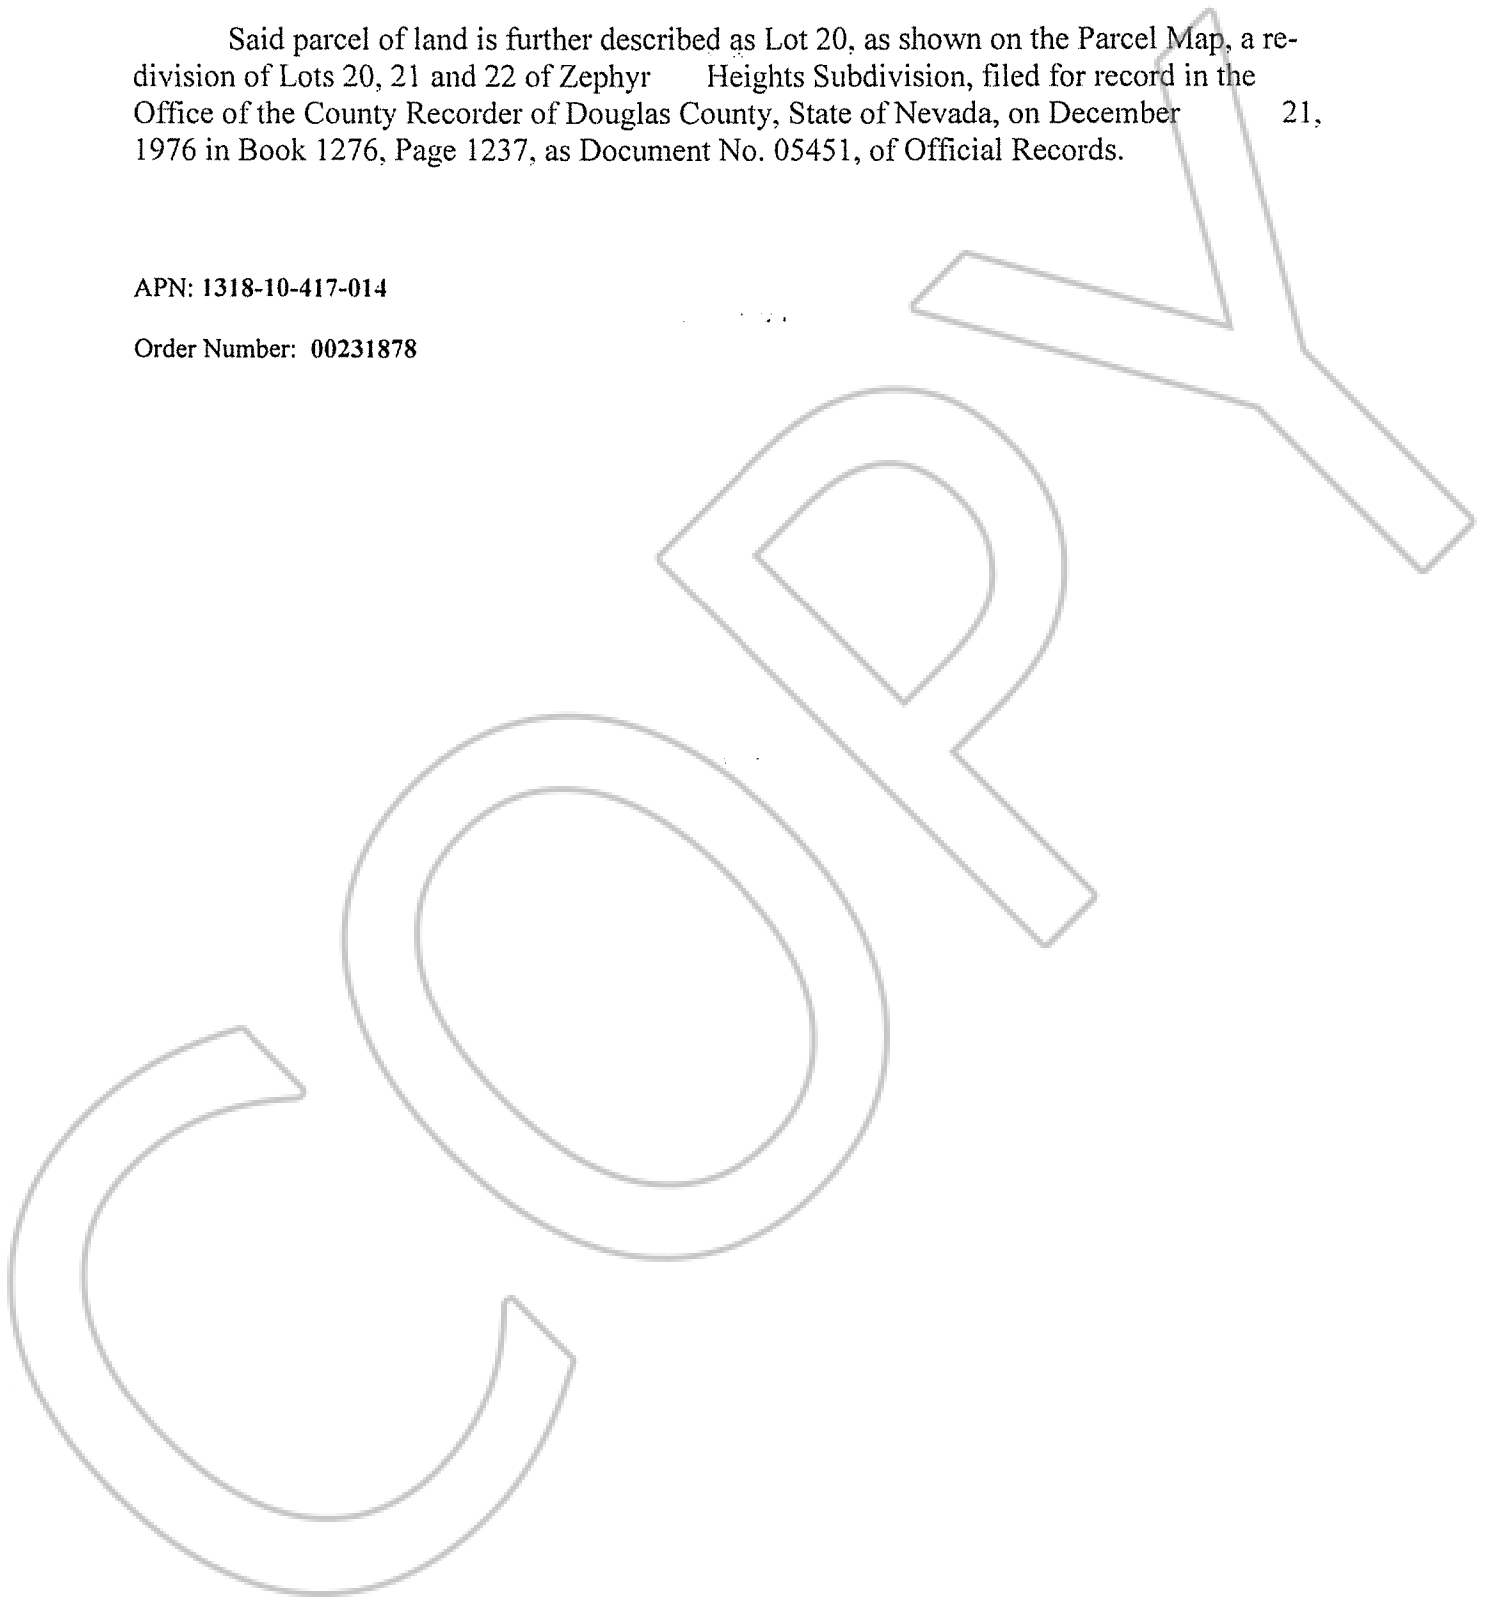 Said parcel of land is further described as Lot 20, as shown on the Parcel Map, a re-
division of Lots 20, 21 and 22 of Zephyr Heights Subdivision, filed for record in the
Office of the County Recorder of Douglas County, State of Nevada, on December 21,
1976 in Book 1276, Page 1237, as Document No. 05451, of Official Records.
APN: 1318-10-417-014
Order Number: 00231878
COPY